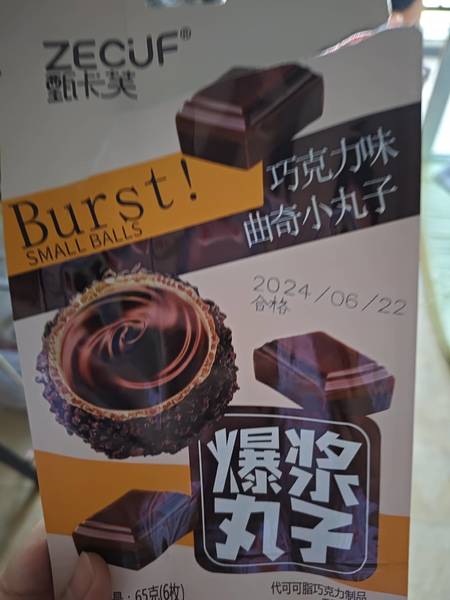 ZECUF®
甄卡芙
Burst!
SMALL BALLS
巧克力味
曲奇小丸子
2024/06/22
合格
爆浆
丸子
量：65克(6枚)
代可可脂巧克力制品